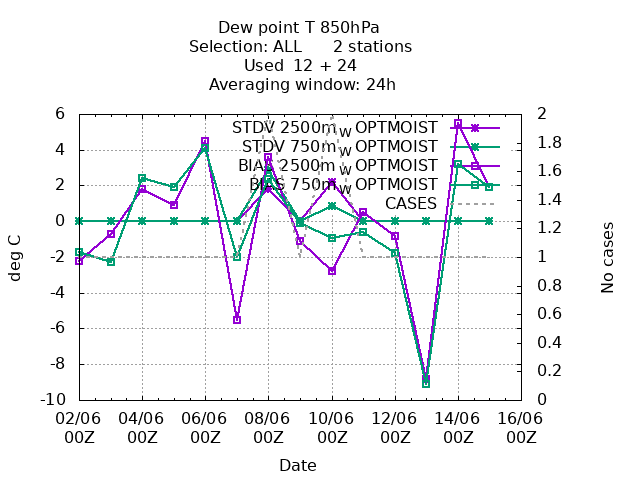 Dew point T 850hPa
Selection: ALL 2 stations
Used 12 + 24
Averaging window: 24h
STDV 2500m_W OPTMOIST
STDV 750m_W OPTMOIST
BIAS 2500m_W OPTMOIST
BIAS 750m_W OPTMOIST
CASES
6
4
2
0
-2
-4
-6
-8
-10
2
1.8
1.6
1.4
1.2
1
0.8
0.6
0.4
0.2
0
deg C
No cases
02/06 04/06 06/06 08/06 10/06 12/06 14/06 16/06
00Z 00Z 00Z 00Z 00Z 00Z 00Z 00Z
Date